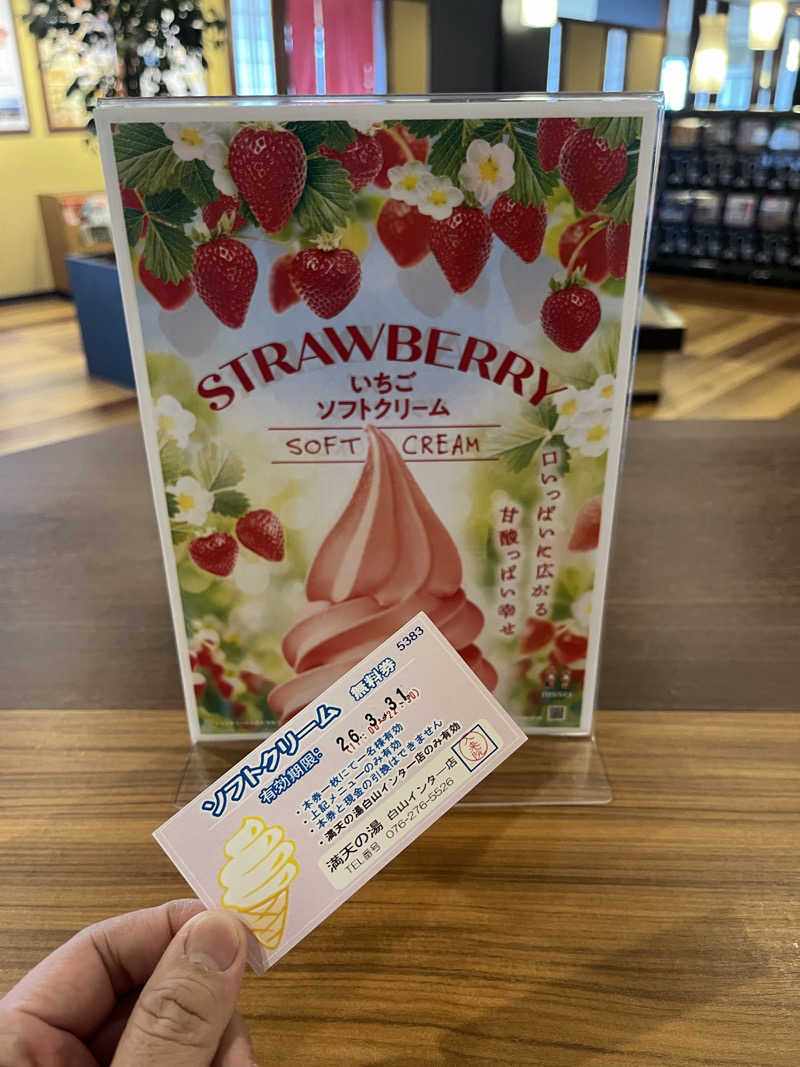 STRAWBERRY
いちご
ソフトクリーム
SOFT CREAM
口いっぱいに広がる
甘酸っぱい幸せ
5383
ソフトクリーム 無料券
有効期限:
26.3.31
・本券一枚にて一名様有効
・上記メニューのみ有効
・本券と現金の引換はできません
・満天の湯白山インター店のみ有効
満天の湯 白山インター店
TEL番号 076-276-5526